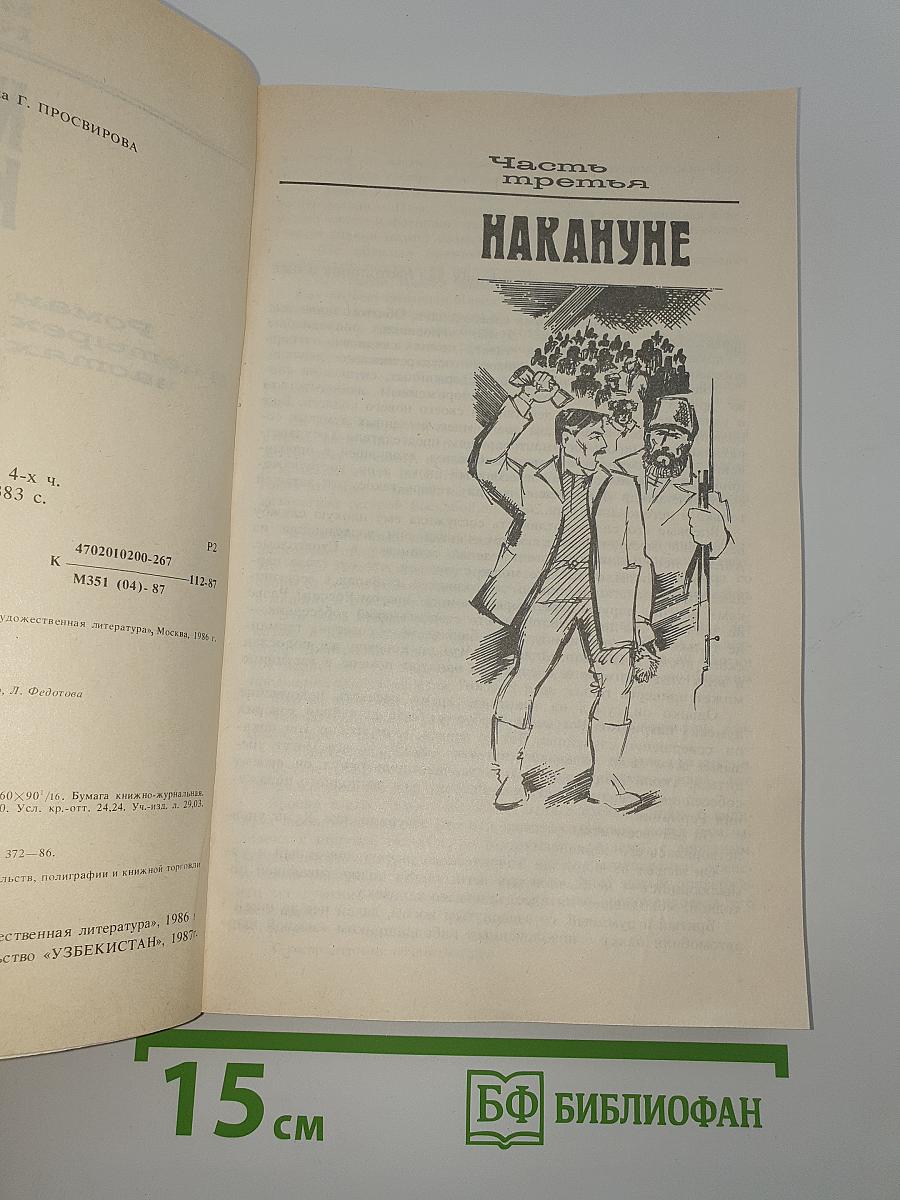 а Г. ПРОСВИРОВА
4-х ч.
383 с.
К 4702010200-267
М351 (04)- 87
—112-87
Р2
удожественная литература», Москва, 1986 г.
Л. Федотова
60×90¹/16. Бумага книжно-журнальная.
0. Усл. кр.-отт. 24,24. Уч.-изд. л. 29,03.
372—86.
льств, полиграфии и книжной торговли
ественная литература», 1986 г
ьство «УЗБЕКИСТАН», 1987г.
Часть
третья
НАКАНУНЕ
15 см
БФ БИБЛИОФАН